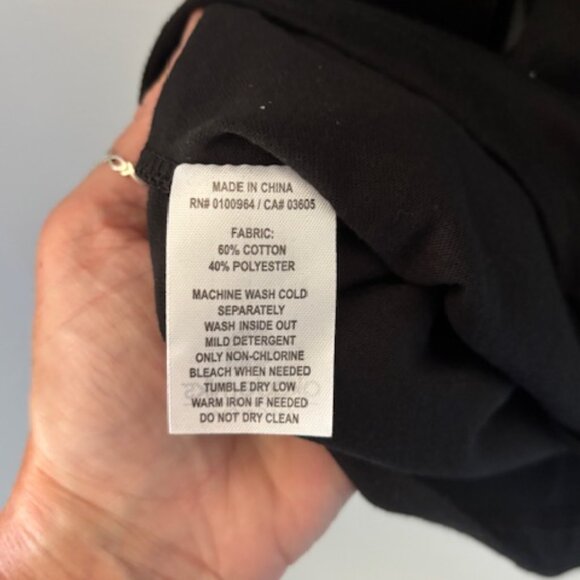 MADE IN CHINA
RN# 0100964 / CA# 03605
FABRIC:
60% COTTON
40% POLYESTER
MACHINE WASH COLD
SEPARATELY
WASH INSIDE OUT
MILD DETERGENT
ONLY NON-CHLORINE
BLEACH WHEN NEEDED
TUMBLE DRY LOW
WARM IRON IF NEEDED
DO NOT DRY CLEAN